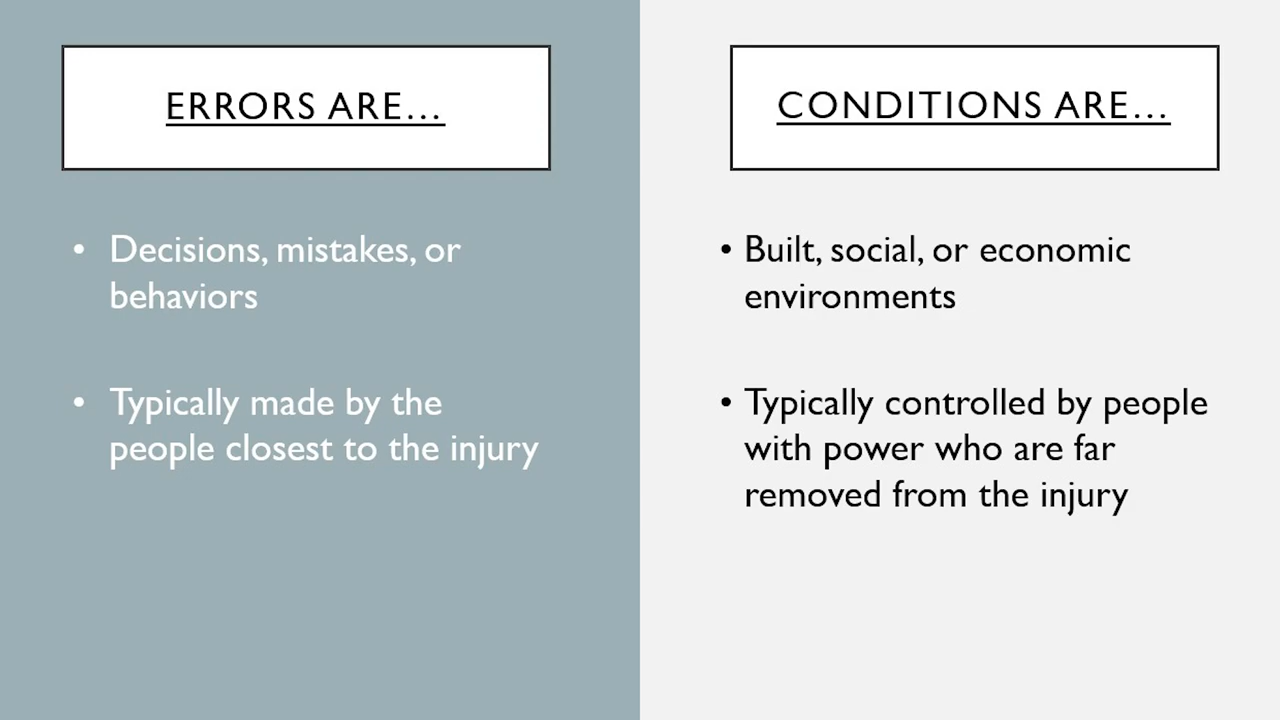 ERRORS ARE...
• Decisions, mistakes, or
behaviors
• Typically made by the
people closest to the injury
CONDITIONS ARE...
• Built, social, or economic
environments
• Typically controlled by people
with power who are far
removed from the injury